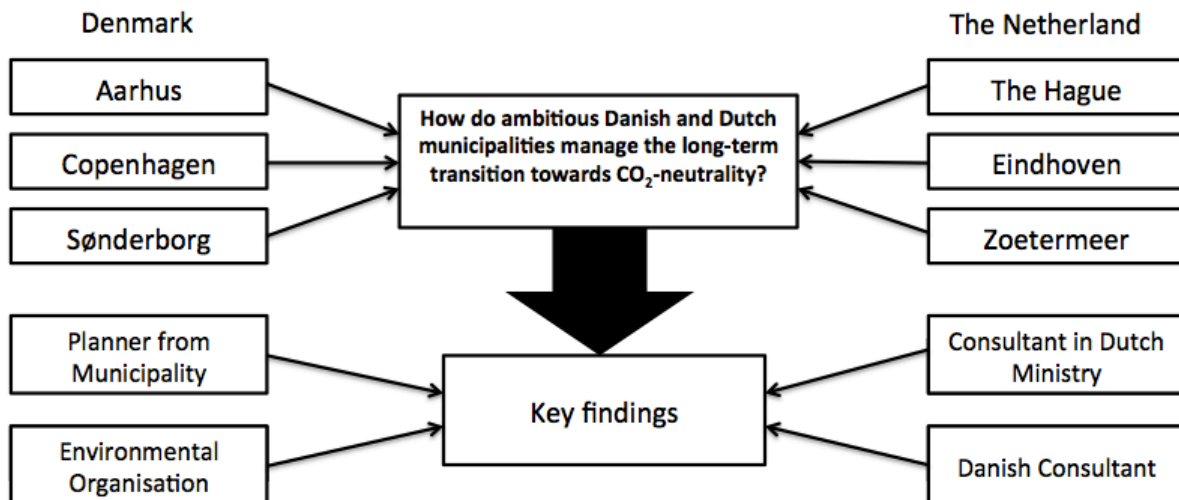 Denmark
The Netherland
Aarhus
Copenhagen
Sønderborg
How do ambitious Danish and Dutch
municipalities manage the long-term
transition towards CO₂-neutrality?
The Hague
Eindhoven
Zoetermeer
Planner from
Municipality
Environmental
Organisation
Key findings
Consultant in Dutch
Ministry
Danish Consultant